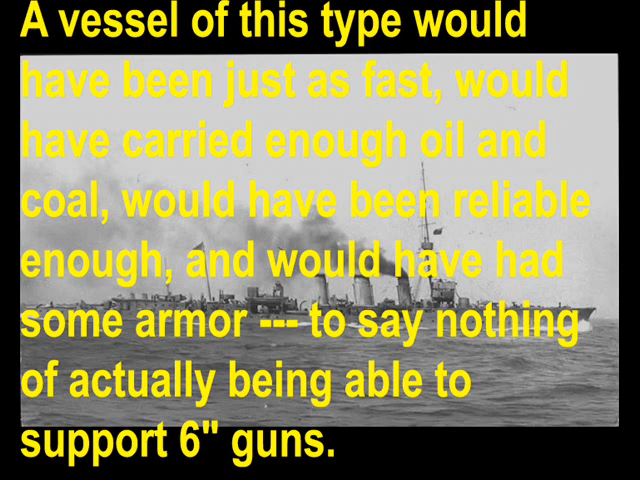 A vessel of this type would
have been just as fast, would
have carried enough oil and
coal, would have been reliable
enough, and would have had
some armor --- to say nothing
of actually being able to
support 6" guns.